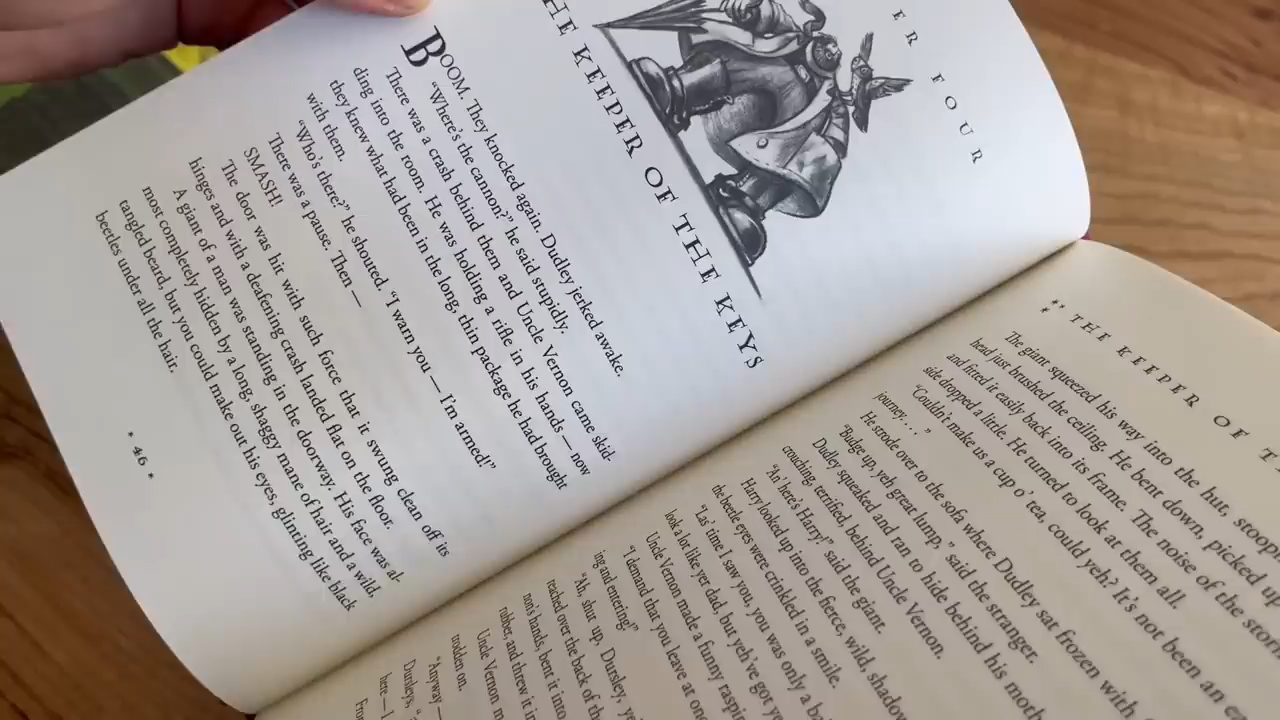 ER FOUR
HE KEEPER OF THE KEYS
BOOM. They knocked again. Dudley jerked awake.
“Where’s the cannon?” he said stupidly.
There was a crash behind them and Uncle Vernon came skid-
ding into the room. He was holding a rifle in his hands — now
they knew what had been in the long, thin package he had brought
with them.
“Who’s there?” he shouted. “I warn you — I’m armed!”
There was a pause. Then —
SMASH!
The door was hit with such force that it swung clean off its
hinges and with a deafening crash landed flat on the floor.
A giant of a man was standing in the doorway. His face was al-
most completely hidden by a long, shaggy mane of hair and a wild,
tangled beard, but you could make out his eyes, glinting like black
beetles under all the hair.
* 46 *
THE KEEPER OF T
The giant squeezed his way into the hut, stoopi
head just brushed the ceiling. He bent down, picked up
and fitted it easily back into its frame. The noise of the storm
side dropped a little. He turned to look at them all.
“Couldn’t make us a cup o’ tea, could yeh? It’s not been an e
journey. . . .”
He strode over to the sofa where Dudley sat frozen with
“Budge up, yeh great lump,” said the stranger.
Dudley squeaked and ran to hide behind his moth
crouching, terrified, behind Uncle Vernon.
“An’ here’s Harry!” said the giant.
Harry looked up into the fierce, wild, shadow
the beetle eyes were crinkled in a smile.
“Las’ time I saw you, you was only a ba
look a lot like yer dad, but yeh’ve got y
Uncle Vernon made a funny raspin
“I demand that you leave at onc
ing and entering!”
“Ah, shut up, Dursley, ye
reached over the back of th
non’s hands, bent it into
rubber, and threw it in
Uncle Vernon m
trodden on.
“Anyway —
Dursleys, “
here — I
From